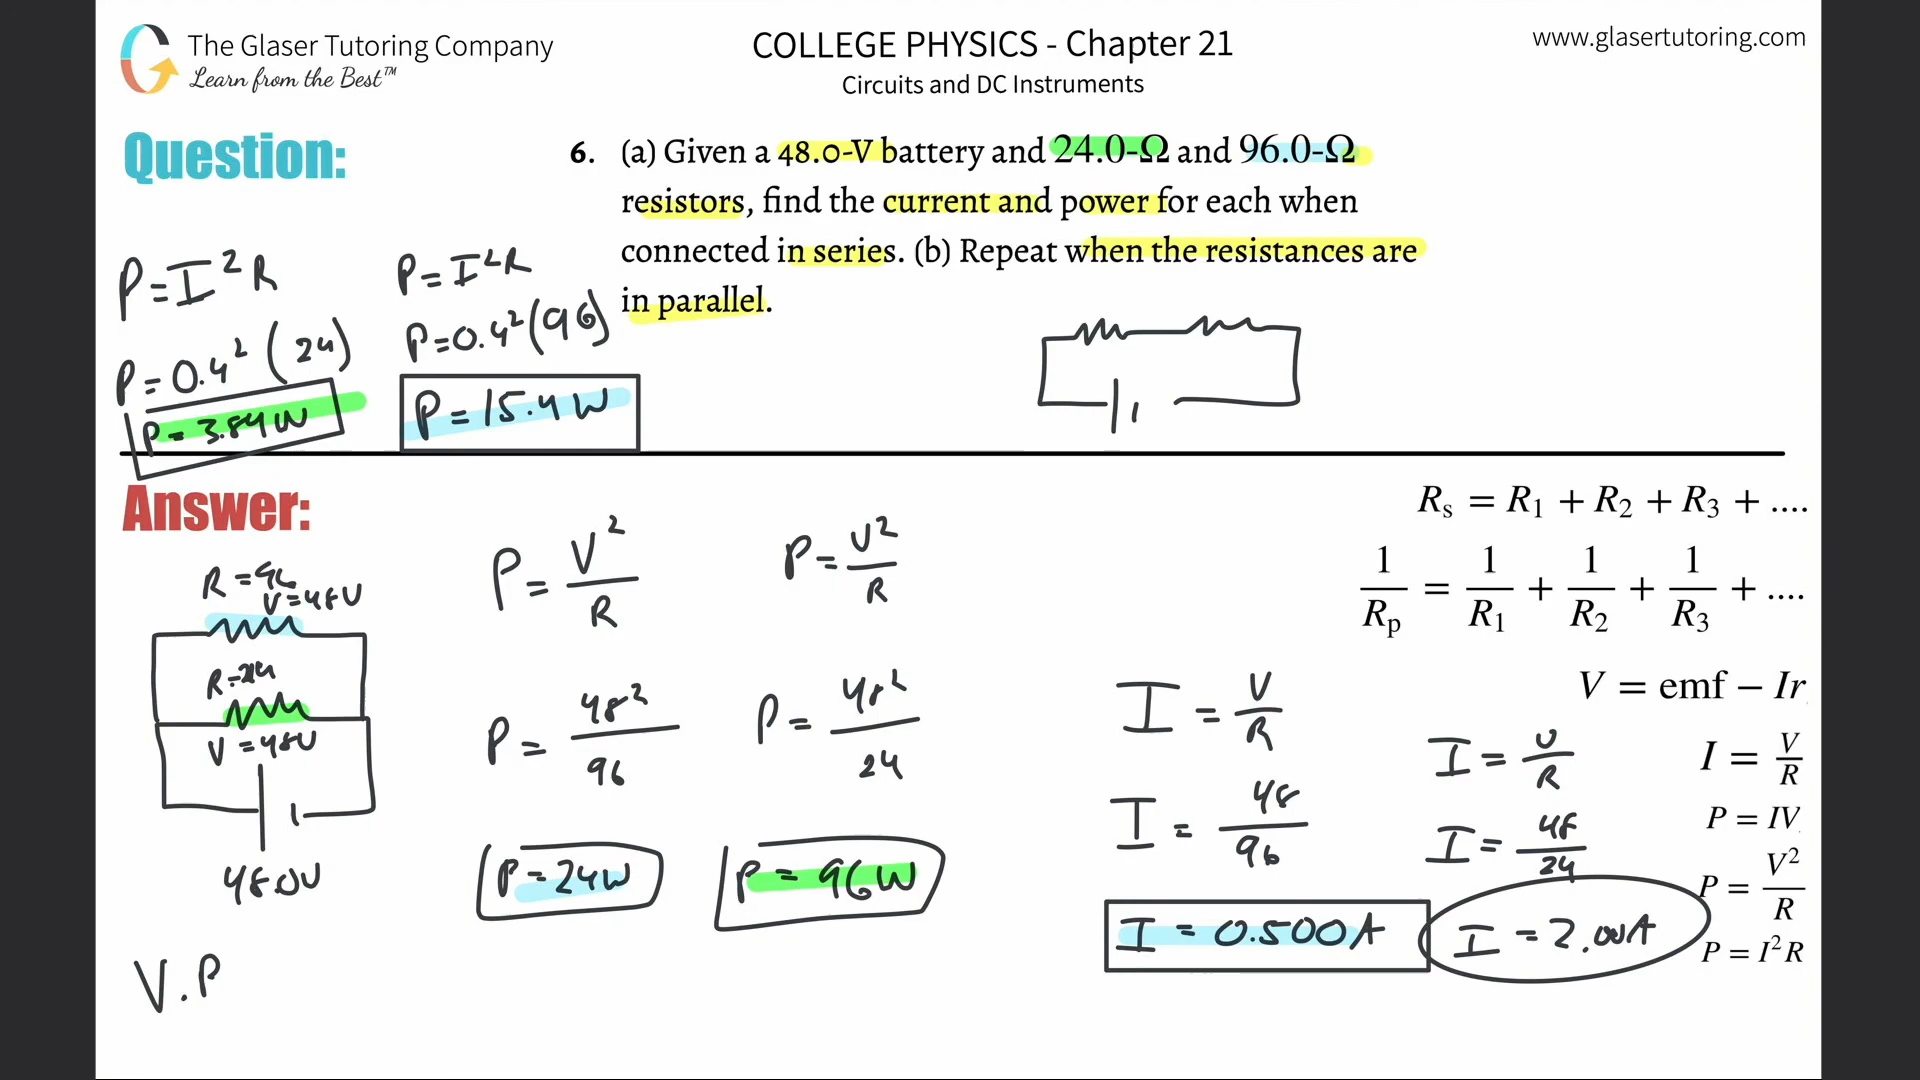 The Glaser Tutoring Company
Learn from the Best™
COLLEGE PHYSICS - Chapter 21
Circuits and DC Instruments
www.glasertutoring.com
Question:
6. (a) Given a 48.0-V battery and 24.0-Ω and 96.0-Ω
resistors, find the current and power for each when
connected in series. (b) Repeat when the resistances are
in parallel.
P=I²R
P=0.4²(24)
P=3.84W
P=I²R
P=0.4²(96)
P=15.4W
Answer:
R=96
V=48V
R=24
V=48V
48.0V
V.P
P=V²/R
P=48²/96
P=24W
P=V²/R
P=48²/24
P=96W
I=V/R
I=48/96
I=0.500A
I=V/R
I=48/24
I=2.00A
Rs = R1 + R2 + R3 + ....
1/Rp = 1/R1 + 1/R2 + 1/R3 + ....
V = emf − Ir
I = V/R
P = IV
P = V²/R
P = I²R